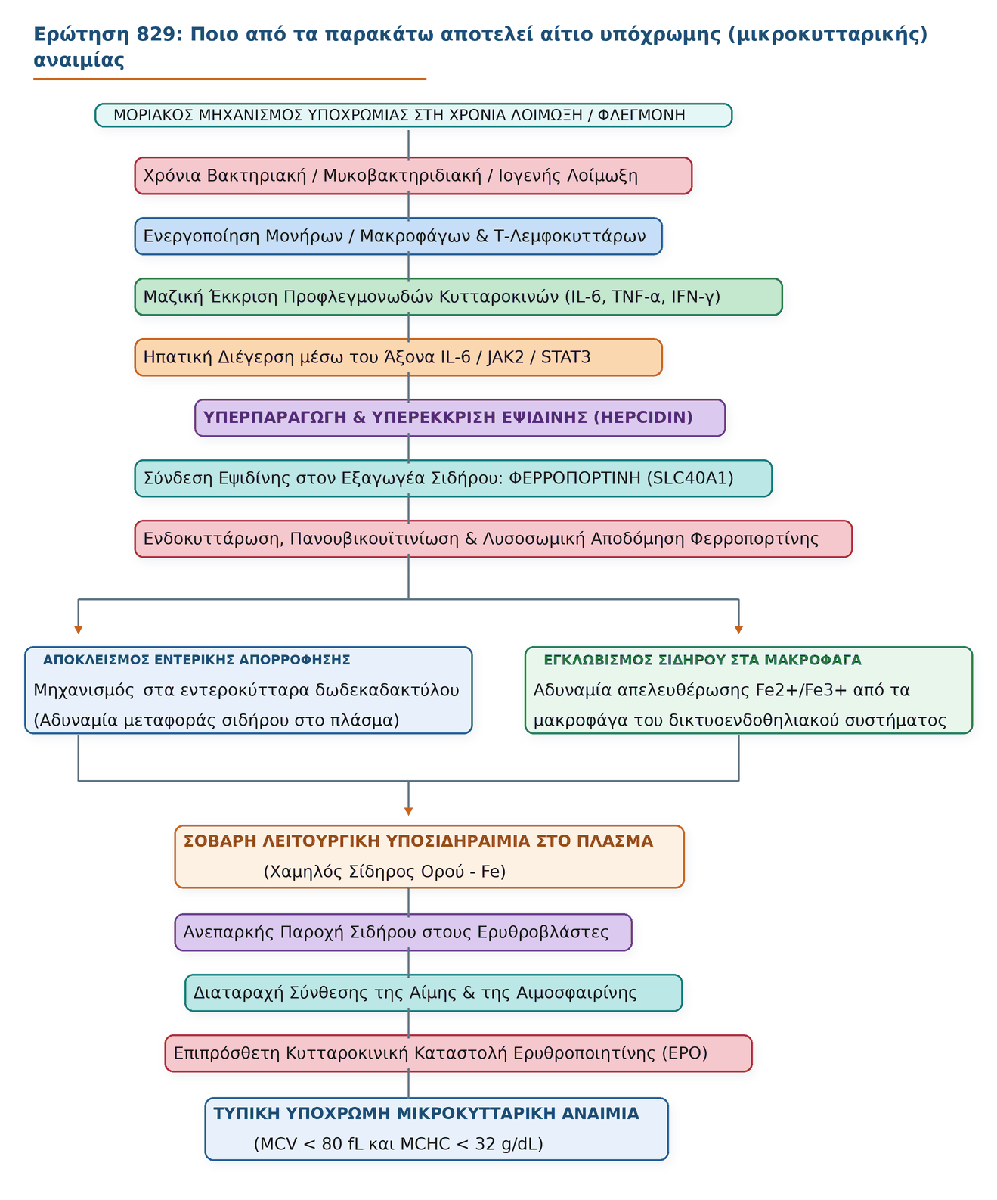 Ερώτηση 829: Ποιο από τα παρακάτω αποτελεί αίτιο υπόχρωμης (μικροκυτταρικής)
αναιμίας
ΜΟΡΙΑΚΟΣ ΜΗΧΑΝΙΣΜΟΣ ΥΠΟΧΡΩΜΙΑΣ ΣΤΗ ΧΡΟΝΙΑ ΛΟΙΜΩΞΗ / ΦΛΕΓΜΟΝΗ
Χρόνια Βακτηριακή / Μυκοβακτηριδιακή / Ιογενής Λοίμωξη
Ενεργοποίηση Μονήρων / Μακροφάγων & Τ-Λεμφοκυττάρων
Μαζική Έκκριση Προφλεγμονωδών Κυτταροκινών (IL-6, TNF-α, IFN-γ)
Ηπατική Διέγερση μέσω του Άξονα IL-6 / JAK2 / STAT3
ΥΠΕΡΠΑΡΑΓΩΓΗ & ΥΠΕΡΕΚΚΡΙΣΗ ΕΨΙΔΙΝΗΣ (HEPCIDIN)
Σύνδεση Εψιδίνης στον Εξαγωγέα Σιδήρου: ΦΕΡΡΟΠΟΡΤΙΝΗ (SLC40A1)
Ενδοκυττάρωση, Πανουβικουϊτινίωση & Λυσοσωμική Αποδόμηση Φερροπορτίνης
ΑΠΟΚΛΕΙΣΜΟΣ ΕΝΤΕΡΙΚΗΣ ΑΠΟΡΡΟΦΗΣΗΣ
Μηχανισμός στα εντεροκύτταρα δωδεκαδακτύλου
(Αδυναμία μεταφοράς σιδήρου στο πλάσμα)
ΕΓΚΛΩΒΙΣΜΟΣ ΣΙΔΗΡΟΥ ΣΤΑ ΜΑΚΡΟΦΑΓΑ
Αδυναμία απελευθέρωσης Fe2+/Fe3+ από τα
μακροφάγα του δικτυοενδοθηλιακού συστήματος
ΣΟΒΑΡΗ ΛΕΙΤΟΥΡΓΙΚΗ ΥΠΟΣΙΔΗΡΑΙΜΙΑ ΣΤΟ ΠΛΑΣΜΑ
(Χαμηλός Σίδηρος Ορού - Fe)
Ανεπαρκής Παροχή Σιδήρου στους Ερυθροβλάστες
Διαταραχή Σύνθεσης της Αίμης & της Αιμοσφαιρίνης
Επιπρόσθετη Κυτταροκινική Καταστολή Ερυθροποιητίνης (EPO)
ΤΥΠΙΚΗ ΥΠΟΧΡΩΜΗ ΜΙΚΡΟΚΥΤΤΑΡΙΚΗ ΑΝΑΙΜΙΑ
(MCV < 80 fL και MCHC < 32 g/dL)